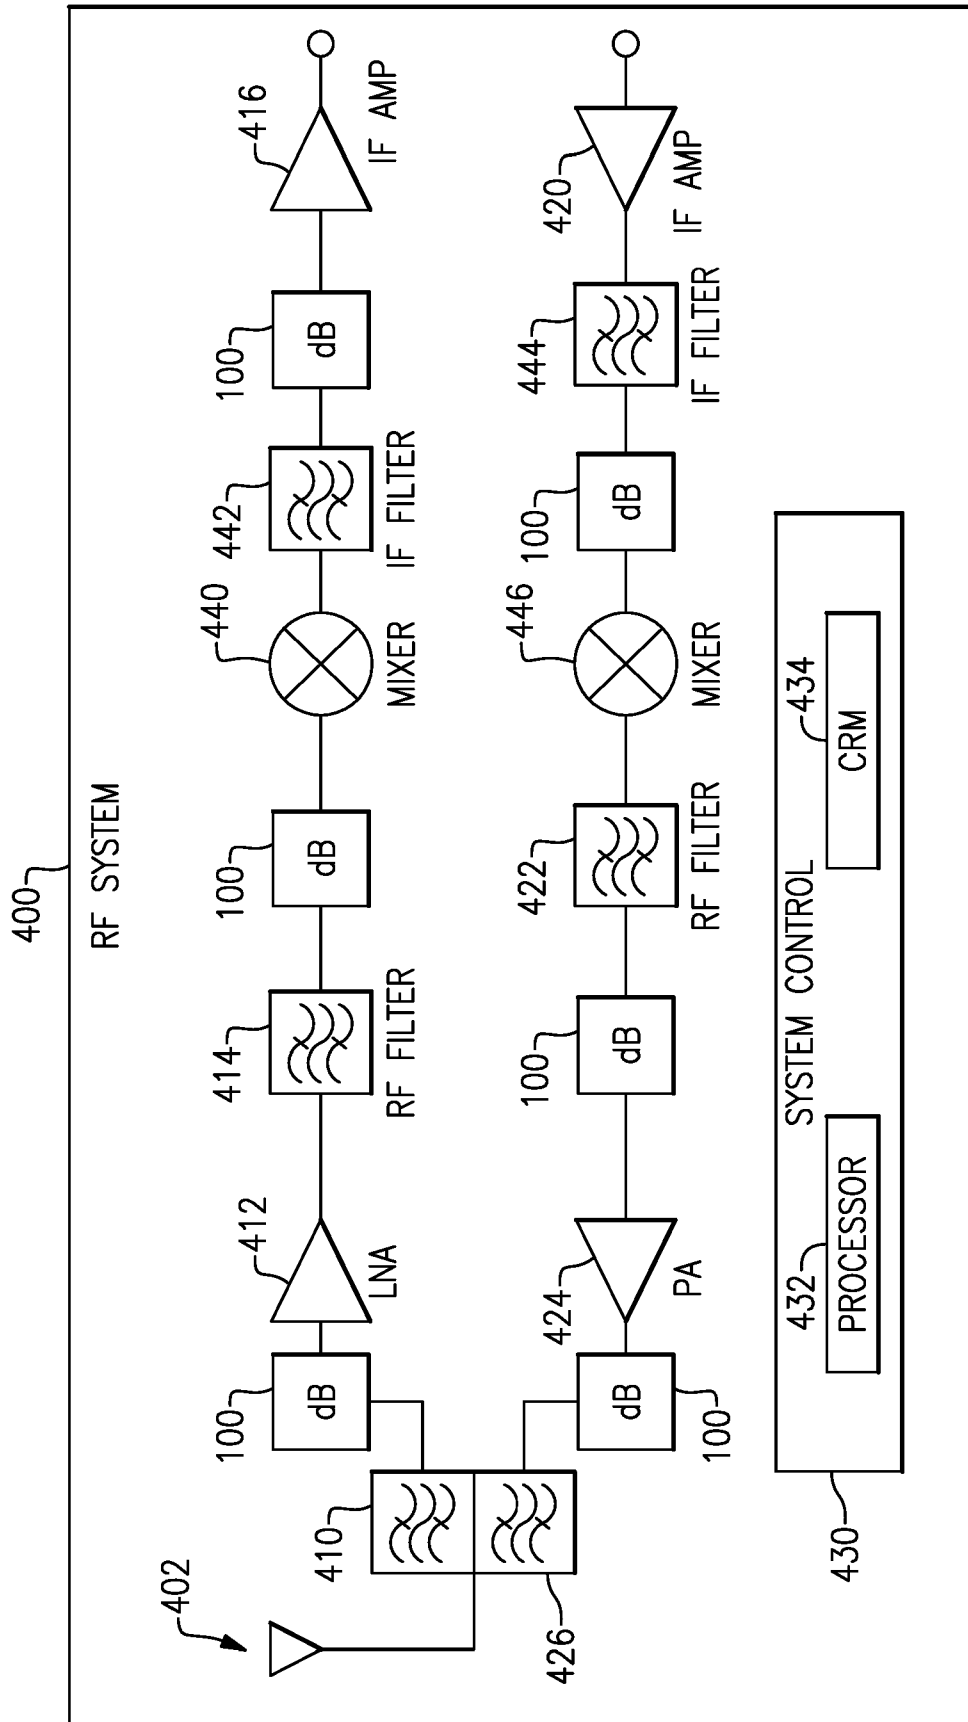 400
RF SYSTEM
402
410
426
100
dB
412
LNA
414
RF FILTER
100
dB
440
MIXER
442
IF FILTER
100
dB
416
IF AMP
dB
100
424
PA
100
dB
422
RF FILTER
446
MIXER
100
dB
444
IF FILTER
420
IF AMP
430
SYSTEM CONTROL
432
PROCESSOR
434
CRM